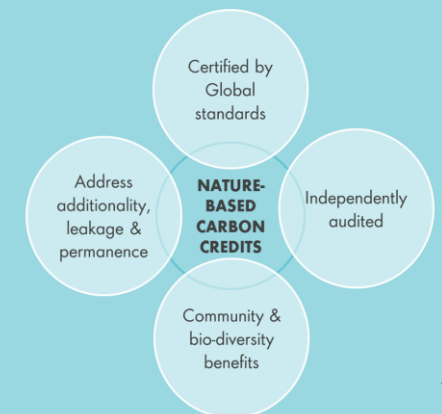 Certified by
Global
standards
Address
additionality,
leakage &
permanence
NATURE-
BASED
CARBON
CREDITS
Independently
audited
Community &
bio-diversity
benefits